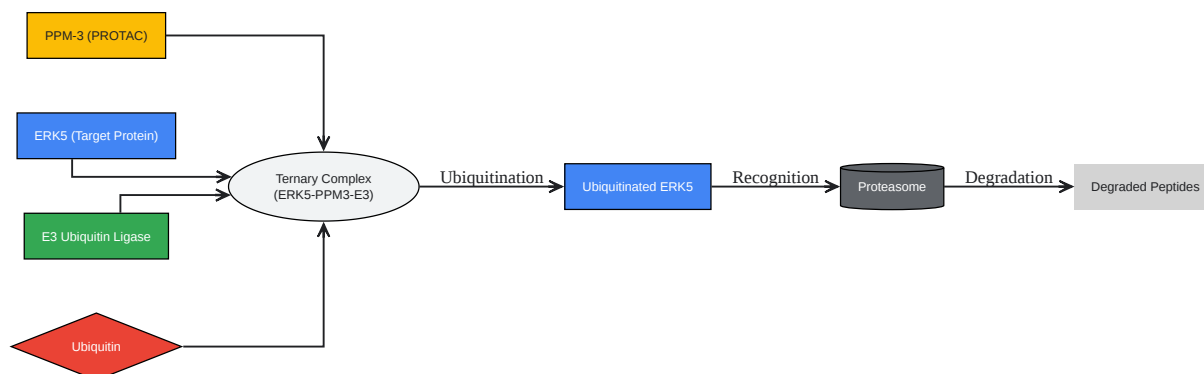 PPM-3 (PROTAC)
ERK5 (Target Protein)
E3 Ubiquitin Ligase
Ubiquitin
Ternary Complex
(ERK5-PPM3-E3)
Ubiquitination
Ubiquitinated ERK5
Recognition
Proteasome
Degradation
Degraded Peptides